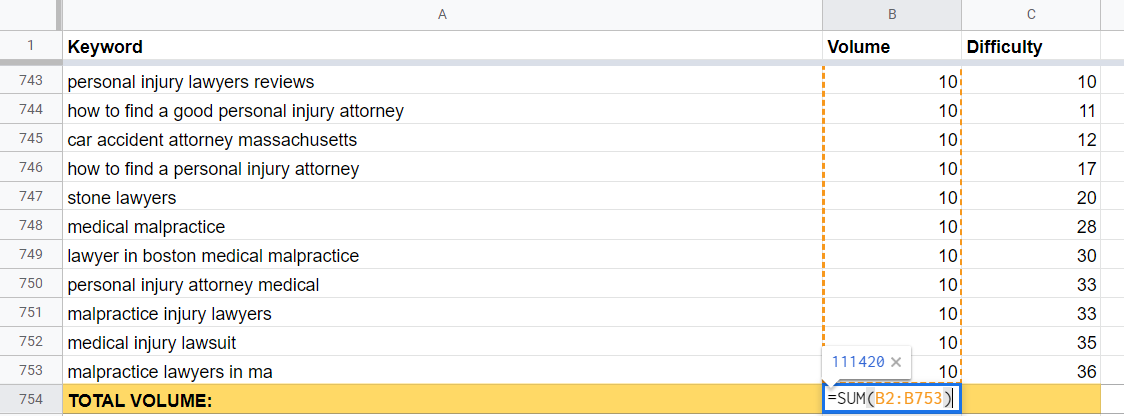 A B C
1 Keyword Volume Difficulty
743 personal injury lawyers reviews 10 10
744 how to find a good personal injury attorney 10 11
745 car accident attorney massachusetts 10 12
746 how to find a personal injury attorney 10 17
747 stone lawyers 10 20
748 medical malpractice 10 28
749 lawyer in boston medical malpractice 10 30
750 personal injury attorney medical 10 33
751 malpractice injury lawyers 10 33
752 medical injury lawsuit 10 35
111420 ×
753 malpractice lawyers in ma 10 36
754 TOTAL VOLUME: =SUM(B2:B753)